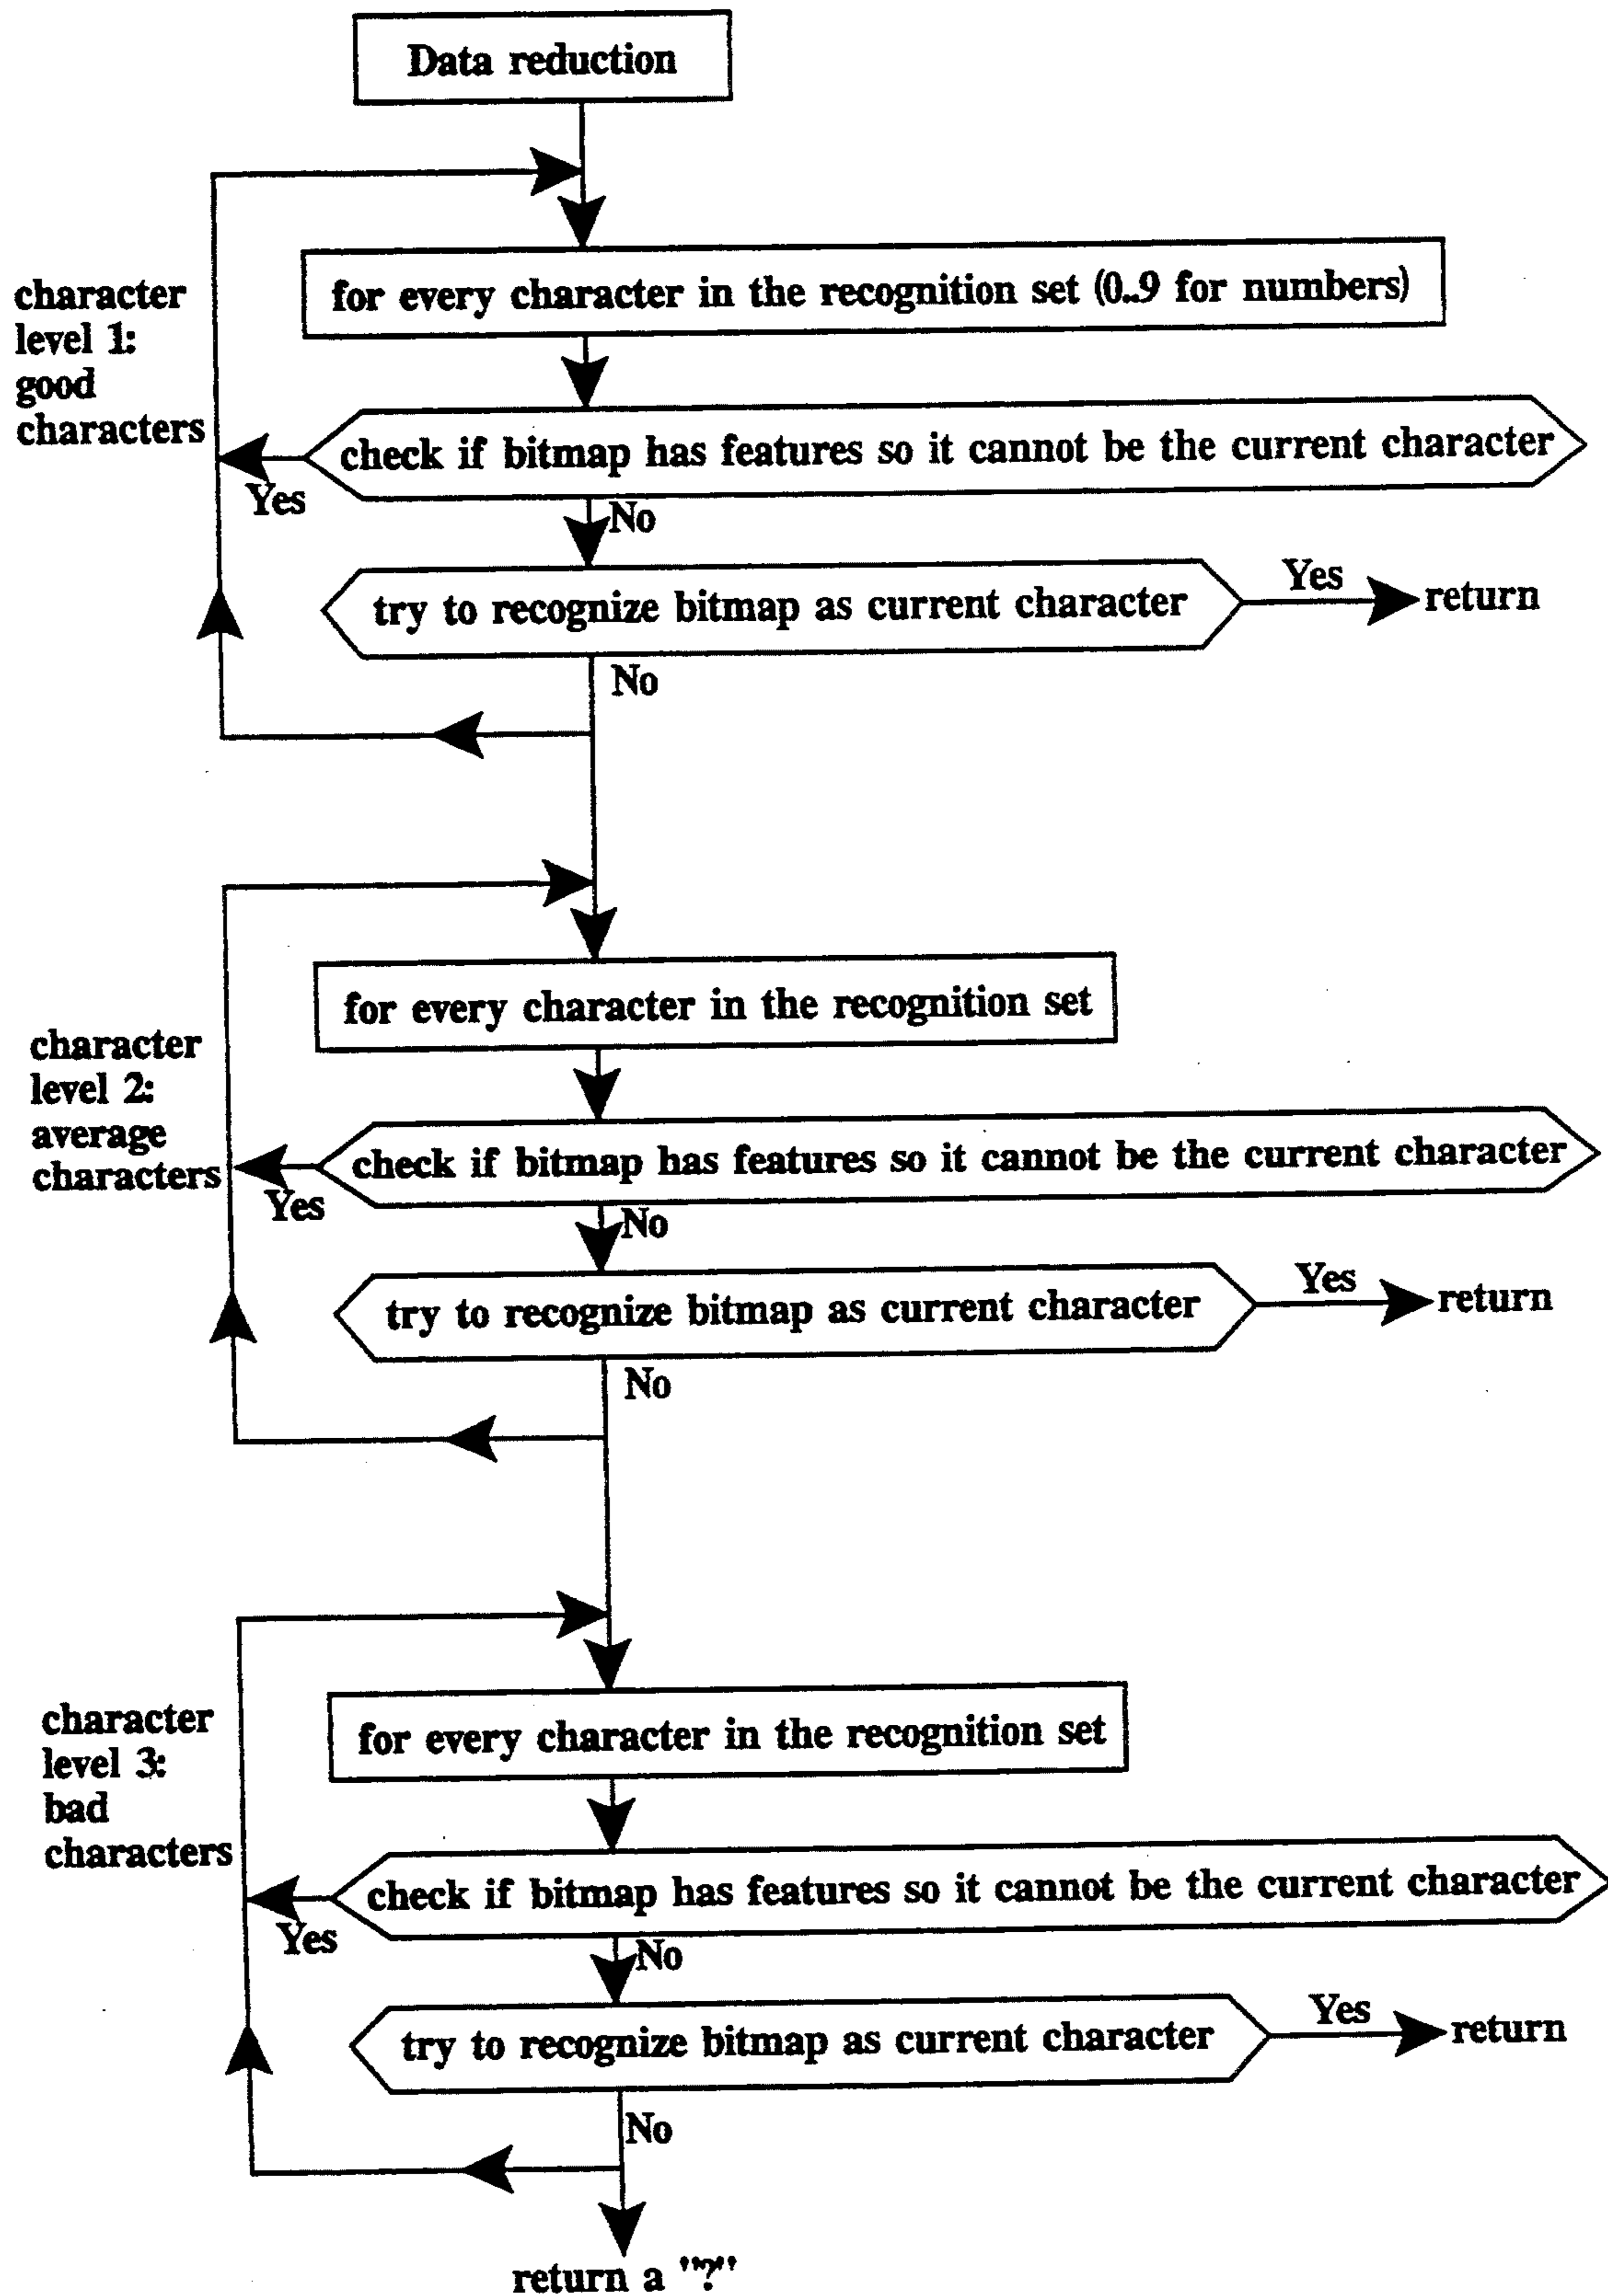 Data reduction
for every character in the recognition set (0..9 for numbers)
character
level 1:
good
characters
check if bitmap has features so it cannot be the current character
Yes
No
try to recognize bitmap as current character
Yes
return
No
for every character in the recognition set
character
level 2:
average
characters
check if bitmap has features so it cannot be the current character
Yes
No
try to recognize bitmap as current character
Yes
return
No
for every character in the recognition set
character
level 3:
bad
characters
check if bitmap has features so it cannot be the current character
Yes
No
try to recognize bitmap as current character
Yes
return
No
return a "?"